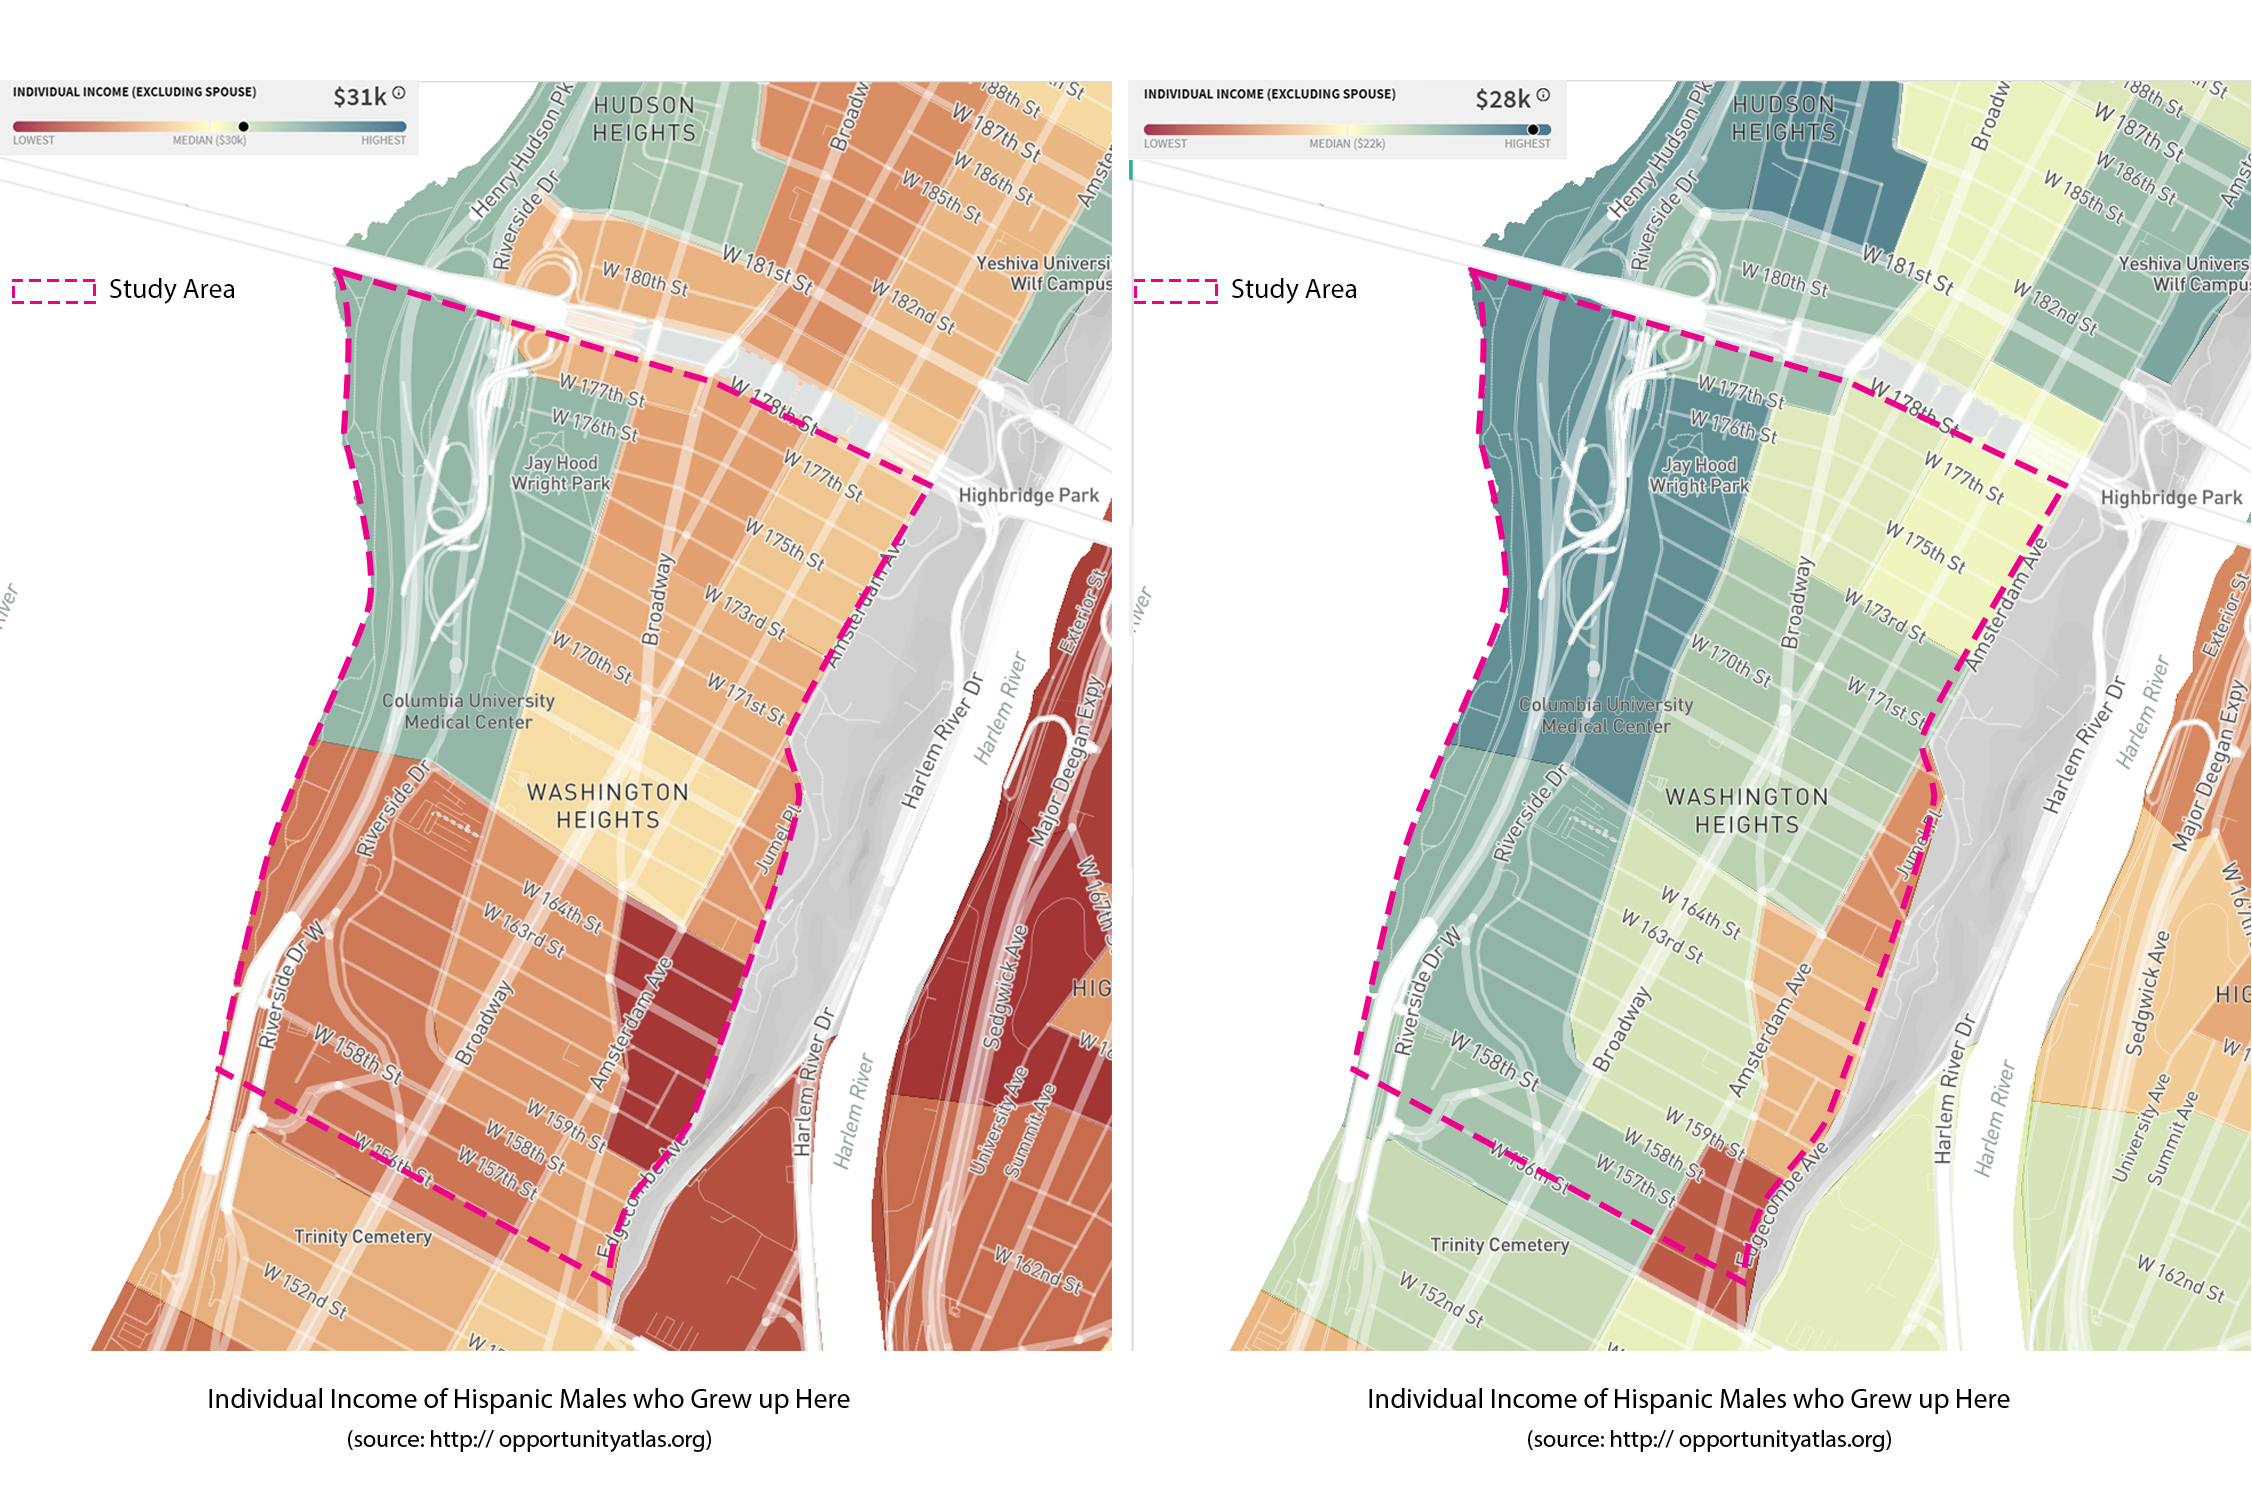 INDIVIDUAL INCOME (EXCLUDING SPOUSE)
$31k
LOWEST
MEDIAN ($30k)
HIGHEST
Study Area
HUDSON
HEIGHTS
Henry Hudson Pk
Riverside Dr
Broadw
188th St
W 187th St
W 186th St
W 185th St
Amster
W 181st St
W 180th St
W 182nd St
Yeshiva Universi
Wilf Campus
W 178th St
W 177th St
W 176th St
Jay Hood
Wright Park
W 177th St
Highbridge Park
W 175th St
Amsterdam Ave
W 173rd St
Broadway
W 170th St
W 171st St
Exterior St
Harlem River
Harlem River Dr
Major Deegan Expy
Columbia University
Medical Center
WASHINGTON
HEIGHTS
Riverside Dr
Jumel Pl
W 167th
W 164th St
W 163rd St
Riverside Dr W
Broadway
Amsterdam Ave
Sedgwick Ave
HIG
W 158th St
Harlem River Dr
Harlem River
University Ave
Summit Ave
W 16
W 159th St
W 158th St
W 157th St
W 156th St
Edgecombe Ave
Trinity Cemetery
W 152nd St
W 162nd St
W 15
River
Individual Income of Hispanic Males who Grew up Here
(source: http:// opportunityatlas.org)
INDIVIDUAL INCOME (EXCLUDING SPOUSE)
$28k
LOWEST
MEDIAN ($22k)
HIGHEST
Study Area
HUDSON
HEIGHTS
Henry Hudson Pk
Riverside Dr
Broadw
188th St
W 187th St
W 186th St
W 185th St
Amste
W 181st St
W 180th St
W 182nd St
Yeshiva Univers
Wilf Campu
W 178th St
W 177th St
W 176th St
Jay Hood
Wright Park
W 177th St
Highbridge Park
W 175th St
Amsterdam Ave
W 173rd St
Broadway
W 170th St
W 171st St
Exterior St
Harlem River
Harlem River Dr
Major Deegan Expy
Columbia University
Medical Center
WASHINGTON
HEIGHTS
Riverside Dr
Jumel Pl
W 167
W 164th St
W 163rd St
Riverside Dr W
Broadway
Amsterdam Ave
Sedgwick Ave
HIG
W 158th St
Harlem River Dr
Harlem River
University Ave
Summit Ave
W 1
W 159th St
W 158th St
W 157th St
W 156th St
Edgecombe Ave
Trinity Cemetery
W 152nd St
W 162nd St
River
Individual Income of Hispanic Males who Grew up Here
(source: http:// opportunityatlas.org)